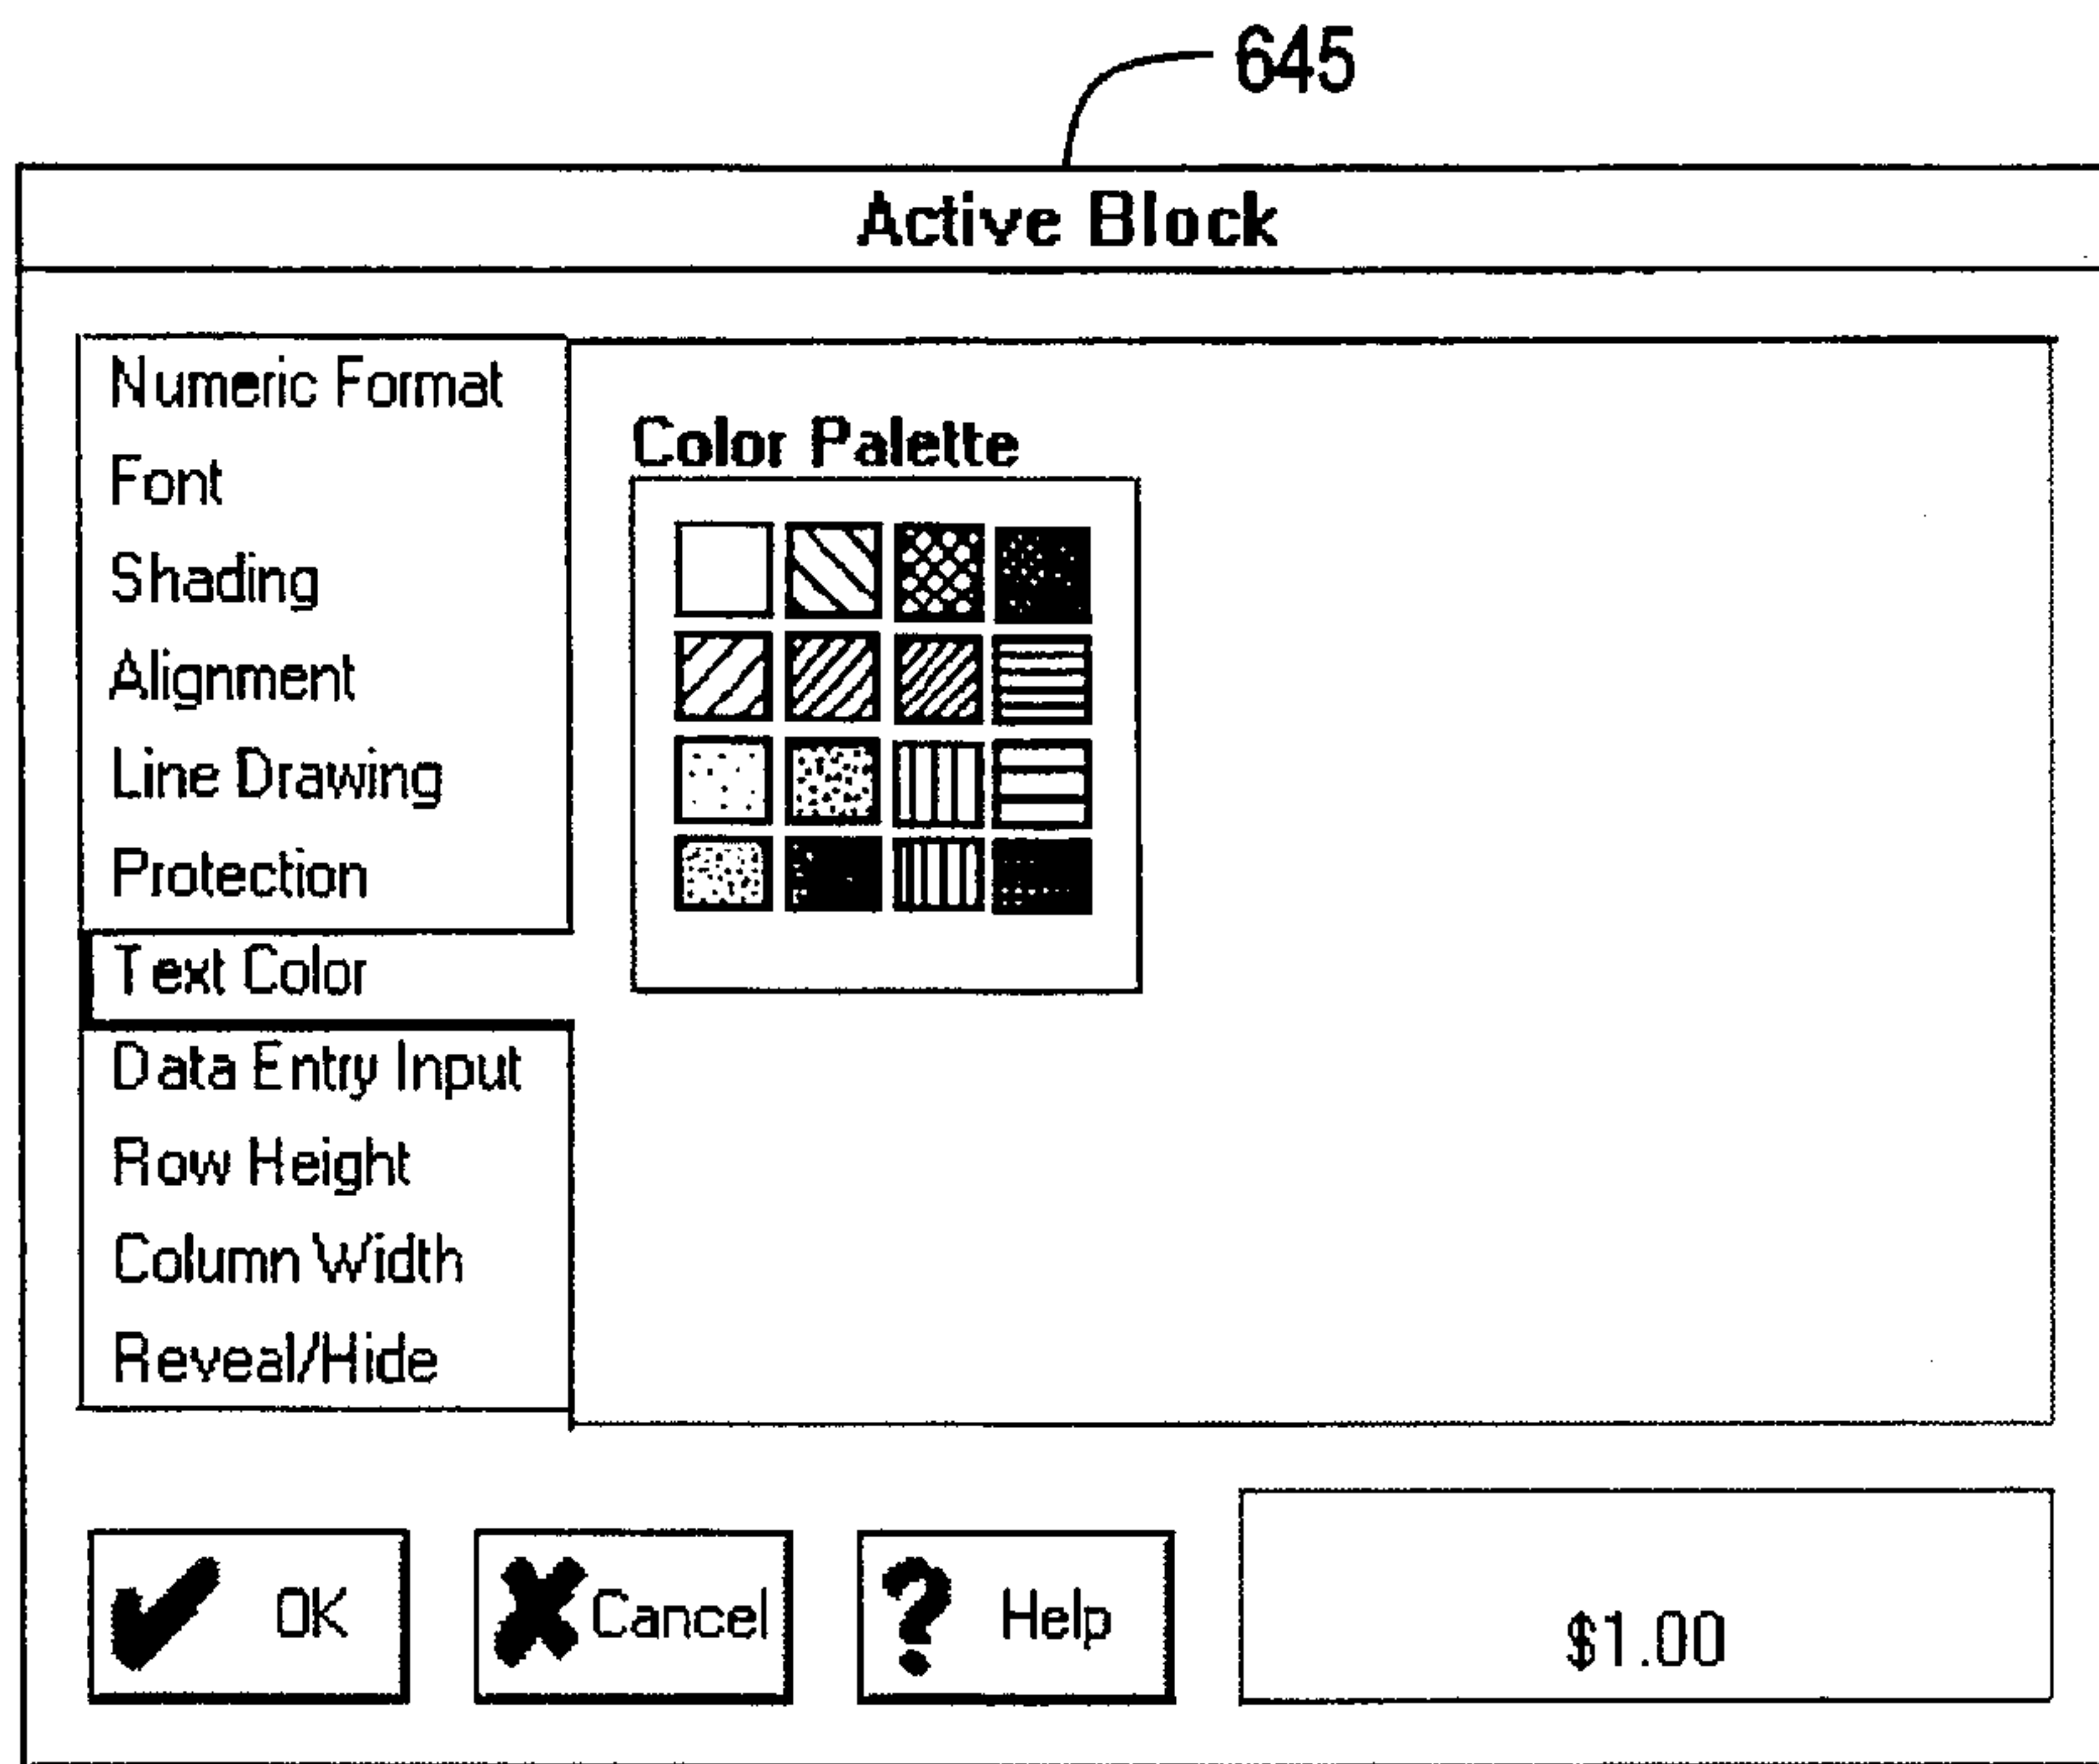 645
Active Block
Numeric Format
Font
Shading
Alignment
Line Drawing
Protection
Text Color
Data Entry Input
Row Height
Column Width
Reveal/Hide
Color Palette
OK
Cancel
Help
$1.00